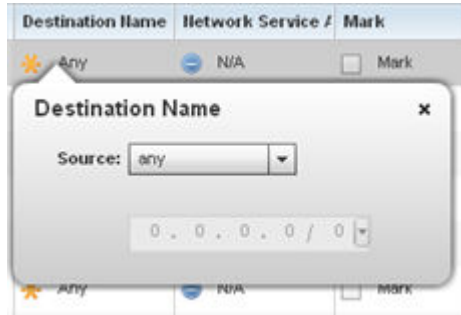 Destination Name Network Service A Mark
Any N/A Mark
Destination Name ×
Source: any
0 . 0 . 0 . 0 / 0
Any N/A Mark